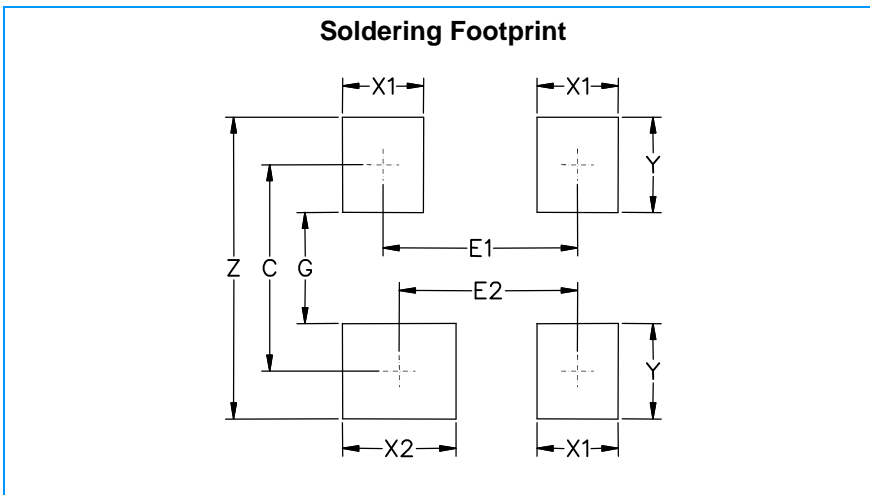 Soldering Footprint
X1 X1
Y
E1
Z C G
E2
Y
X2 X1